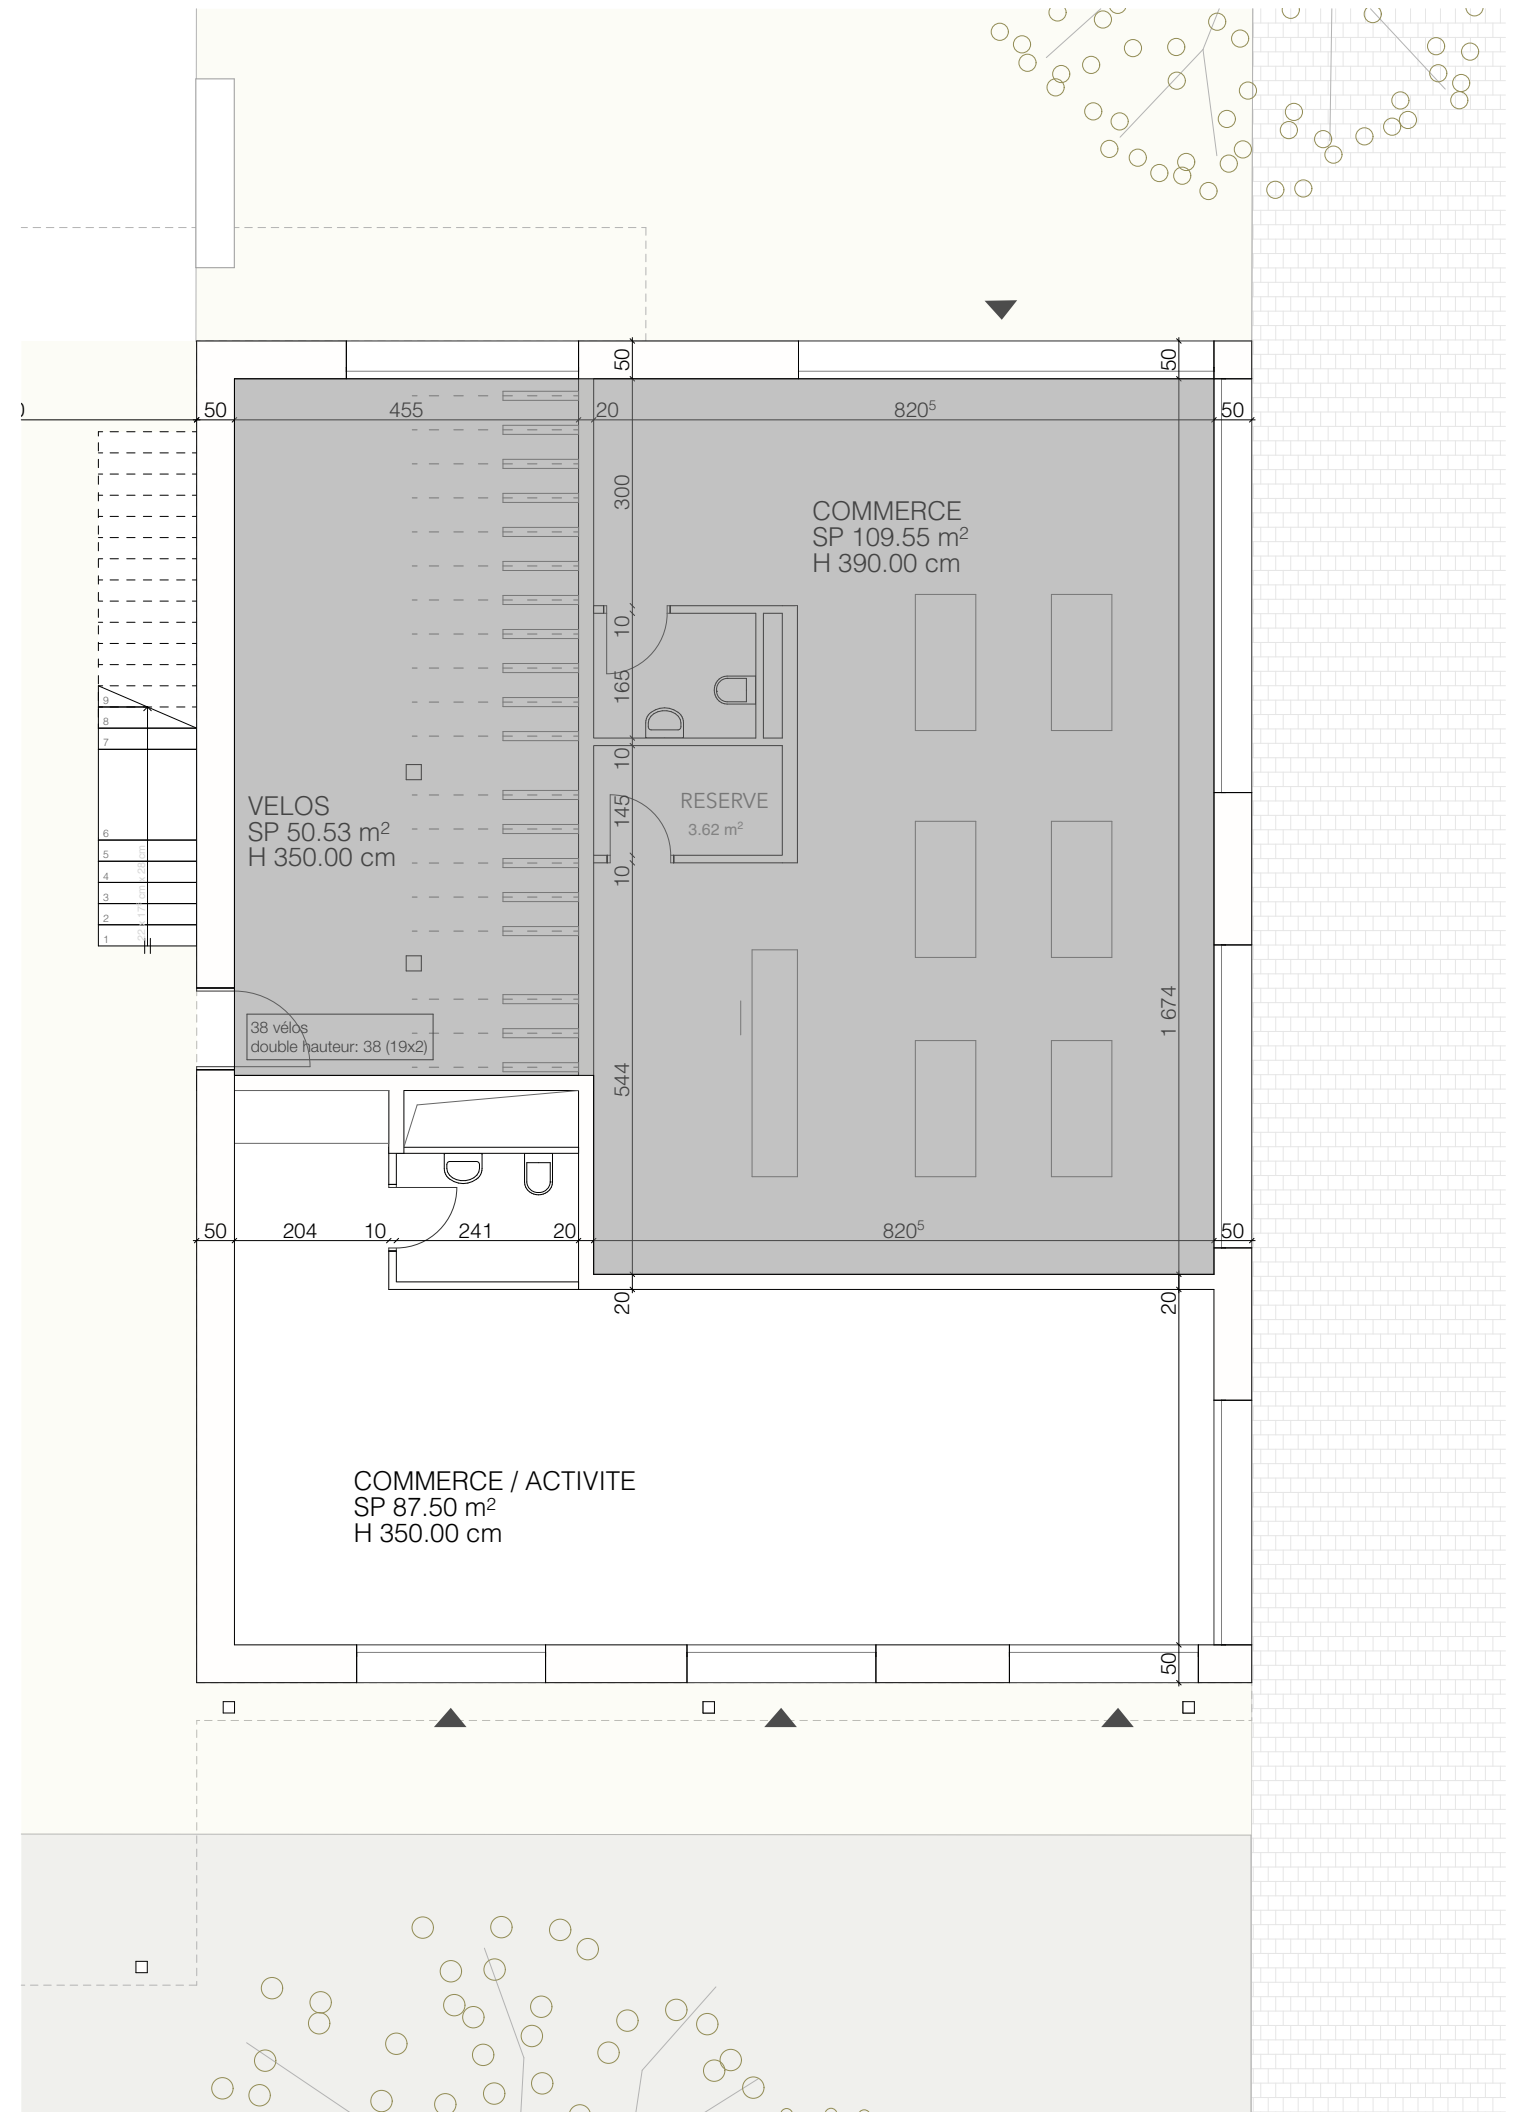 50
50
)
50
455
20
820⁵
50
300
COMMERCE
SP 109.55 m²
H 390.00 cm
10
165
9
8
7
10
145
RESERVE
3.62 m²
VELOS
SP 50.53 m²
H 350.00 cm
6
5
4
3
2
1
10
1 674
38 vélos
double hauteur: 38 (19x2)
544
50
204
10
241
20
820⁵
50
20
20
COMMERCE / ACTIVITE
SP 87.50 m²
H 350.00 cm
50